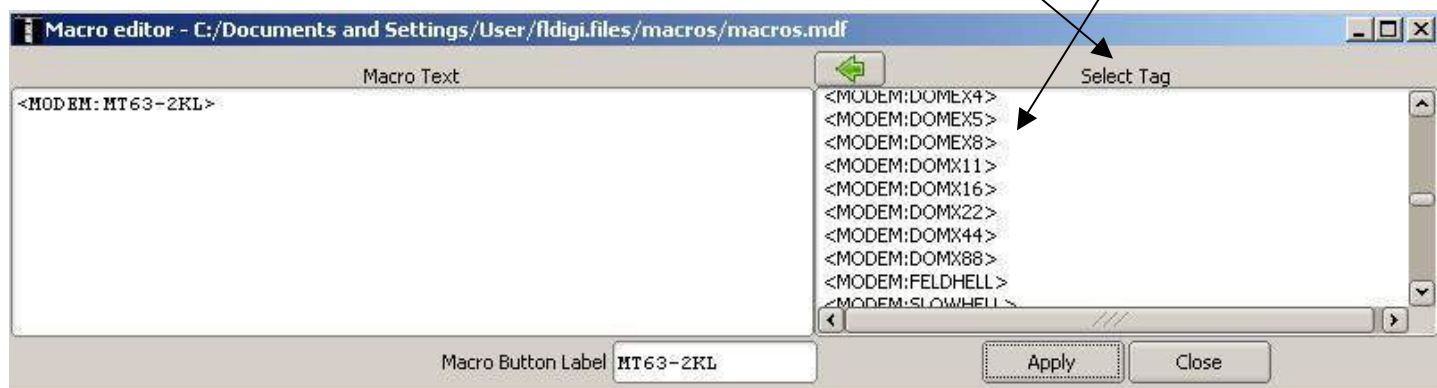 Macro editor - C:/Documents and Settings/User/fldigi.files/macros/macros.mdf
Macro Text
Select Tag
<MODEM:MT63-2KL>
<MODEM:DOMEX4>
<MODEM:DOMEX5>
<MODEM:DOMEX8>
<MODEM:DOMX11>
<MODEM:DOMX16>
<MODEM:DOMX22>
<MODEM:DOMX44>
<MODEM:DOMX88>
<MODEM:FELDHELL>
<MODEM:SLOWHELL>
Macro Button Label MT63-2KL
Apply
Close